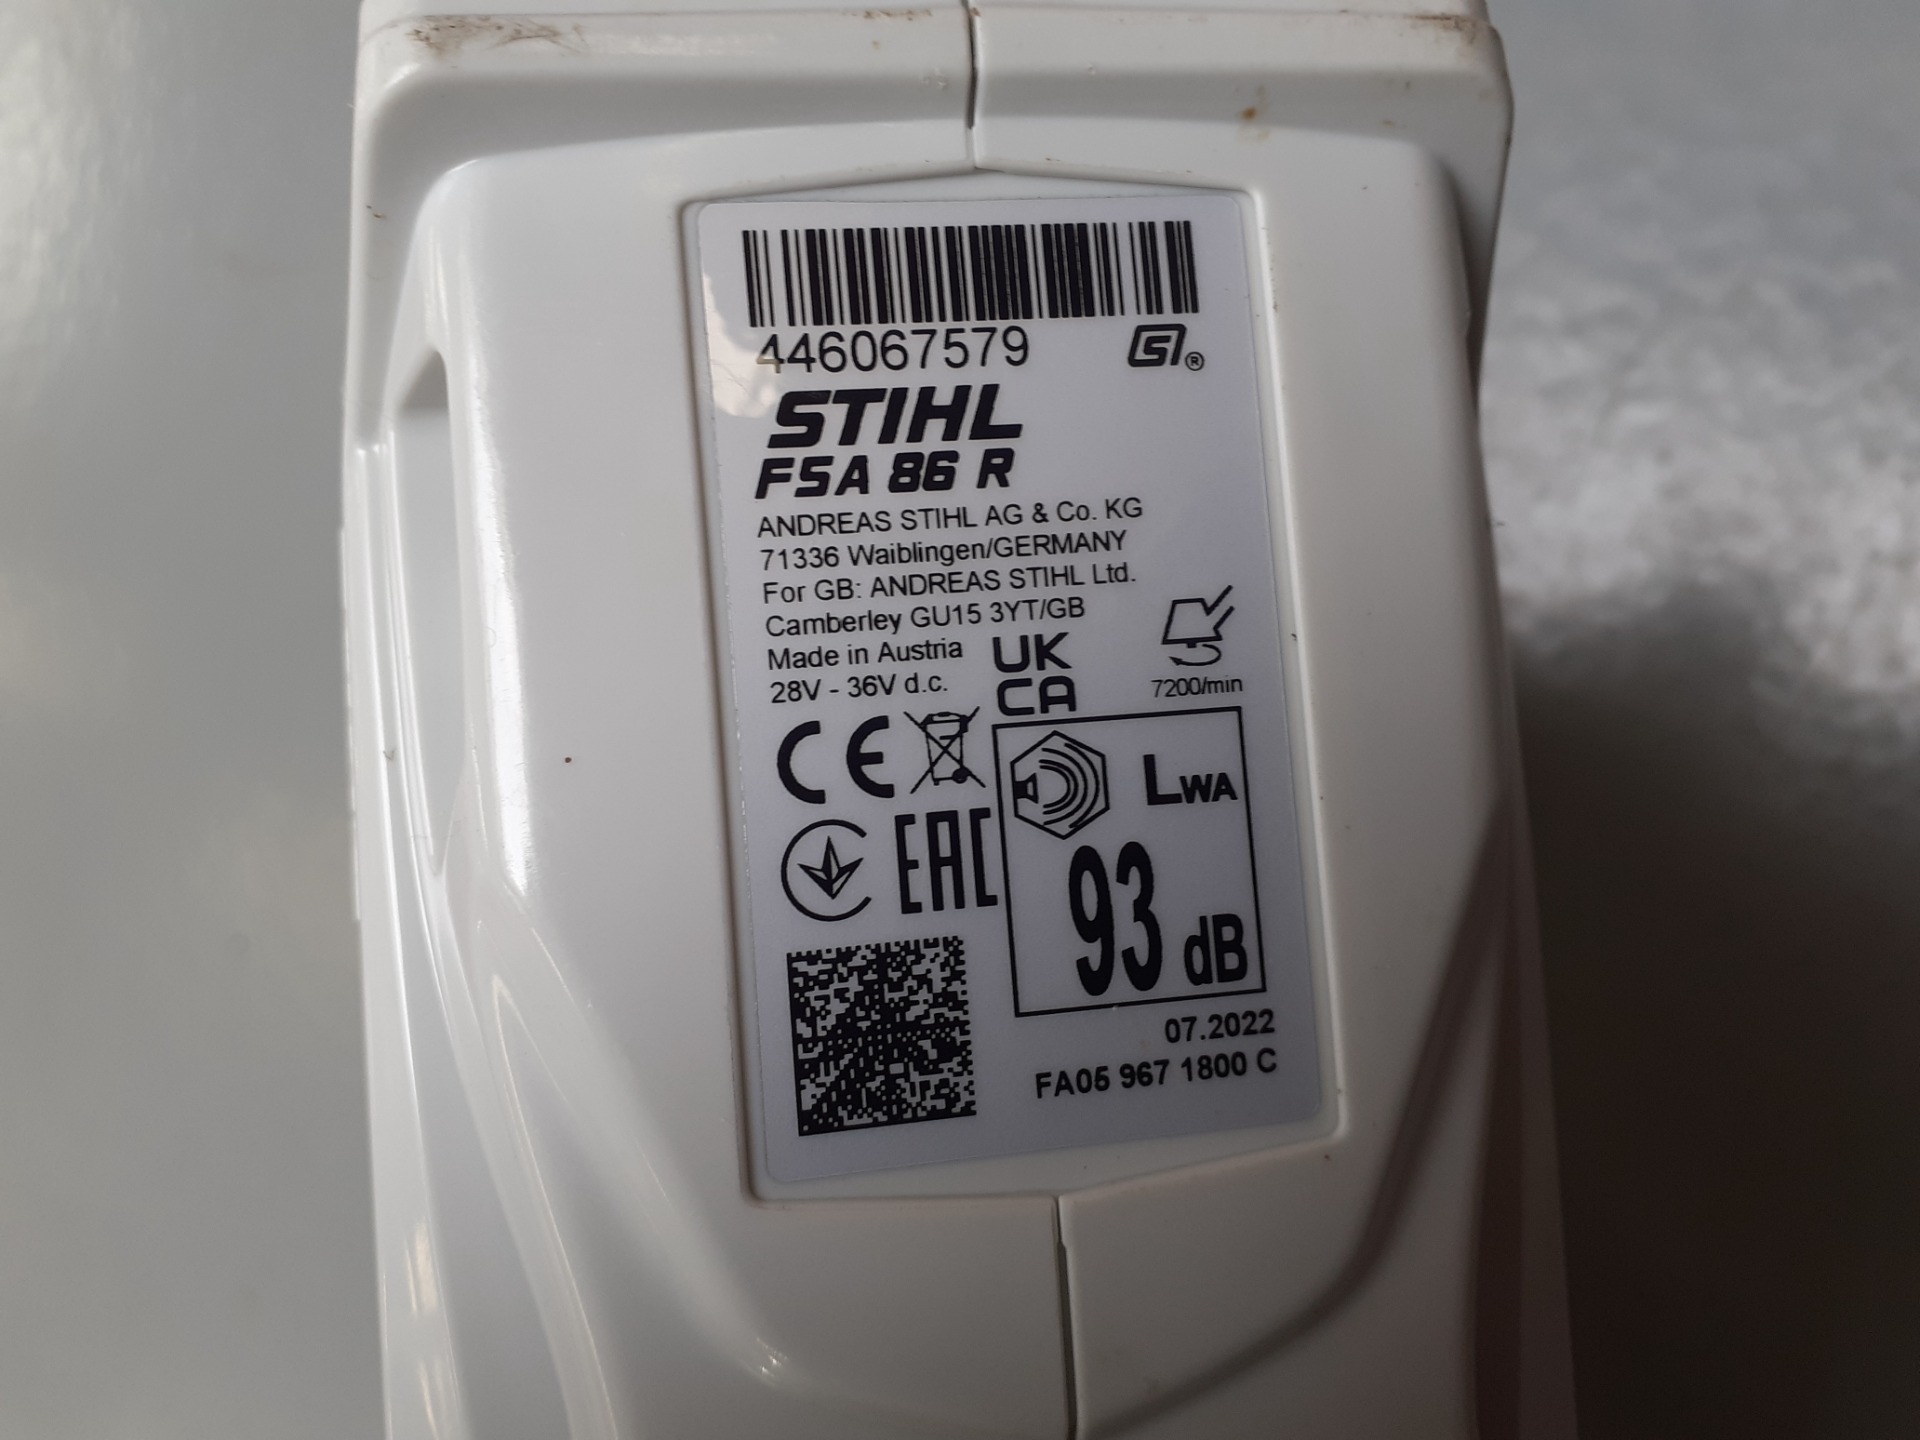 446067579
STIHL
FSA 86 R
ANDREAS STIHL AG & Co. KG
71336 Waiblingen/GERMANY
For GB: ANDREAS STIHL Ltd.
Camberley GU15 3YT/GB
Made in Austria
28V - 36V d.c.
UK
CA
7200/min
CE
EAC
LWA
93 dB
07.2022
FA05 967 1800 C